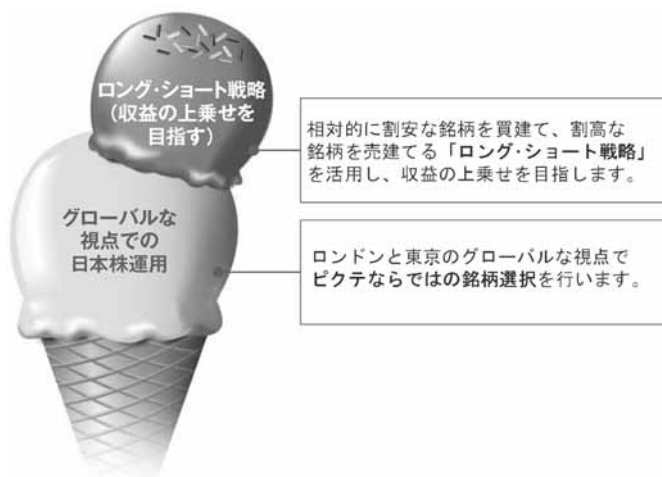 ロング・ショート戦略
(収益の上乗せを
目指す)
相対的に割安な銘柄を買建て、割高な
銘柄を売建てる「ロング・ショート戦略」
を活用し、収益の上乗せを目指します。
グローバルな
視点での
日本株運用
ロンドンと東京のグローバルな視点で
ピクテならではの銘柄選択を行います。